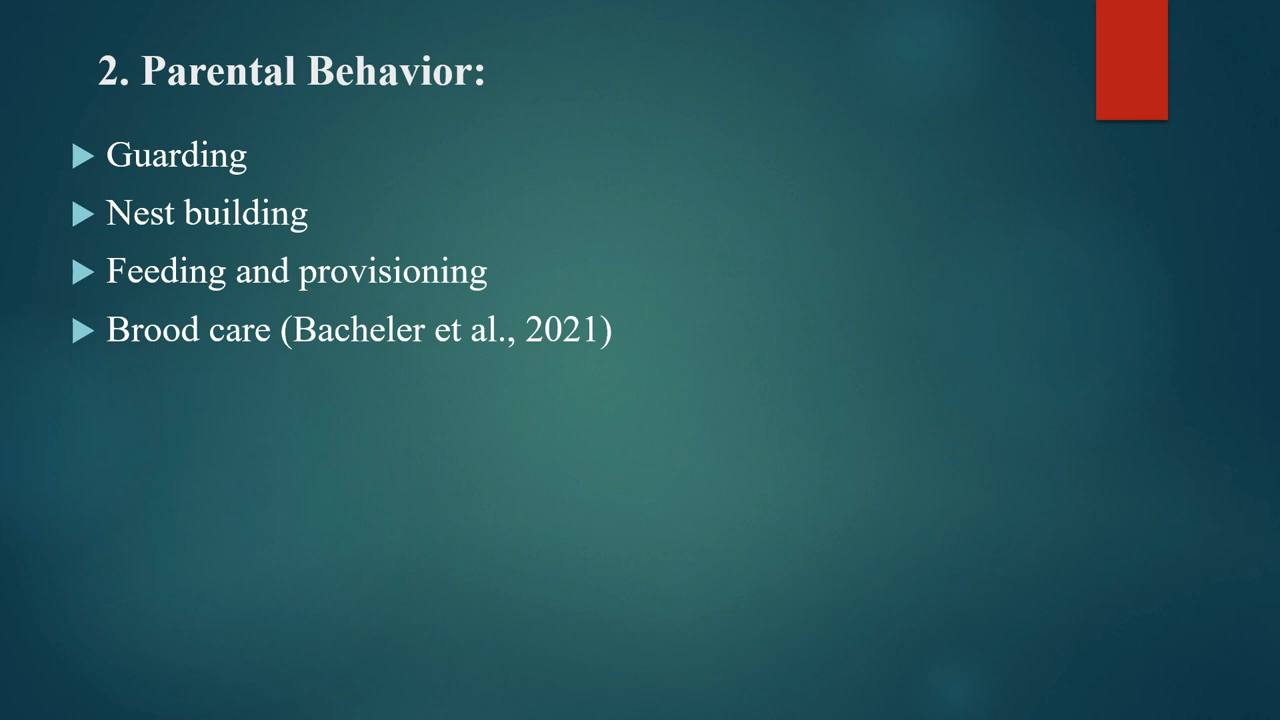 2. Parental Behavior:
Guarding
Nest building
Feeding and provisioning
Brood care (Bacheler et al., 2021)